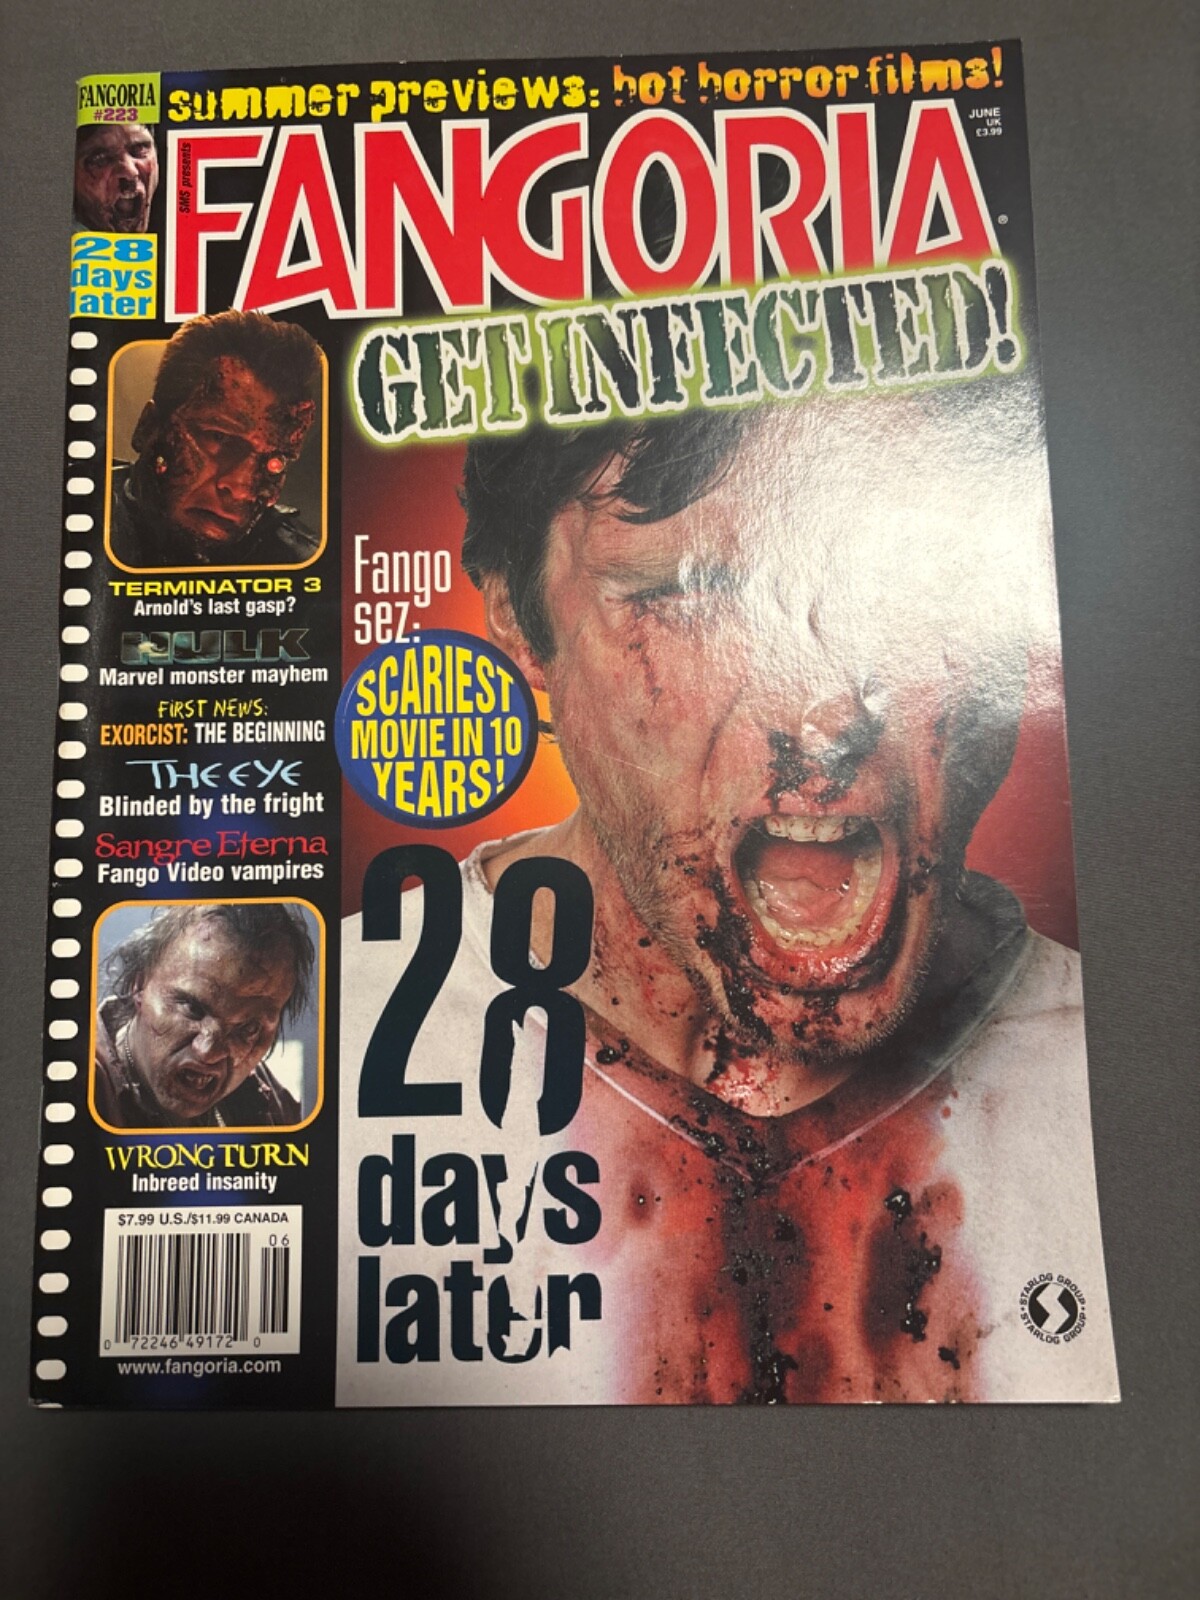 FANGORIA
#223
summer previews: hot horror films!
JUNE
UK
£3.99
SMS presents
FANGORIA®
28
days
later
GET INFECTED!
TERMINATOR 3
Arnold's last gasp?
HULK
Marvel monster mayhem
FIRST NEWS:
EXORCIST: THE BEGINNING
THE EYE
Blinded by the fright
Sangre Eterna
Fango Video vampires
WRONG TURN
Inbreed insanity
$7.99 U.S./$11.99 CANADA
06
0 72246 49172 0
www.fangoria.com
Fango
sez:
SCARIEST
MOVIE IN 10
YEARS!
28
days
later
STARLOG GROUP • STARLOG GROUP •